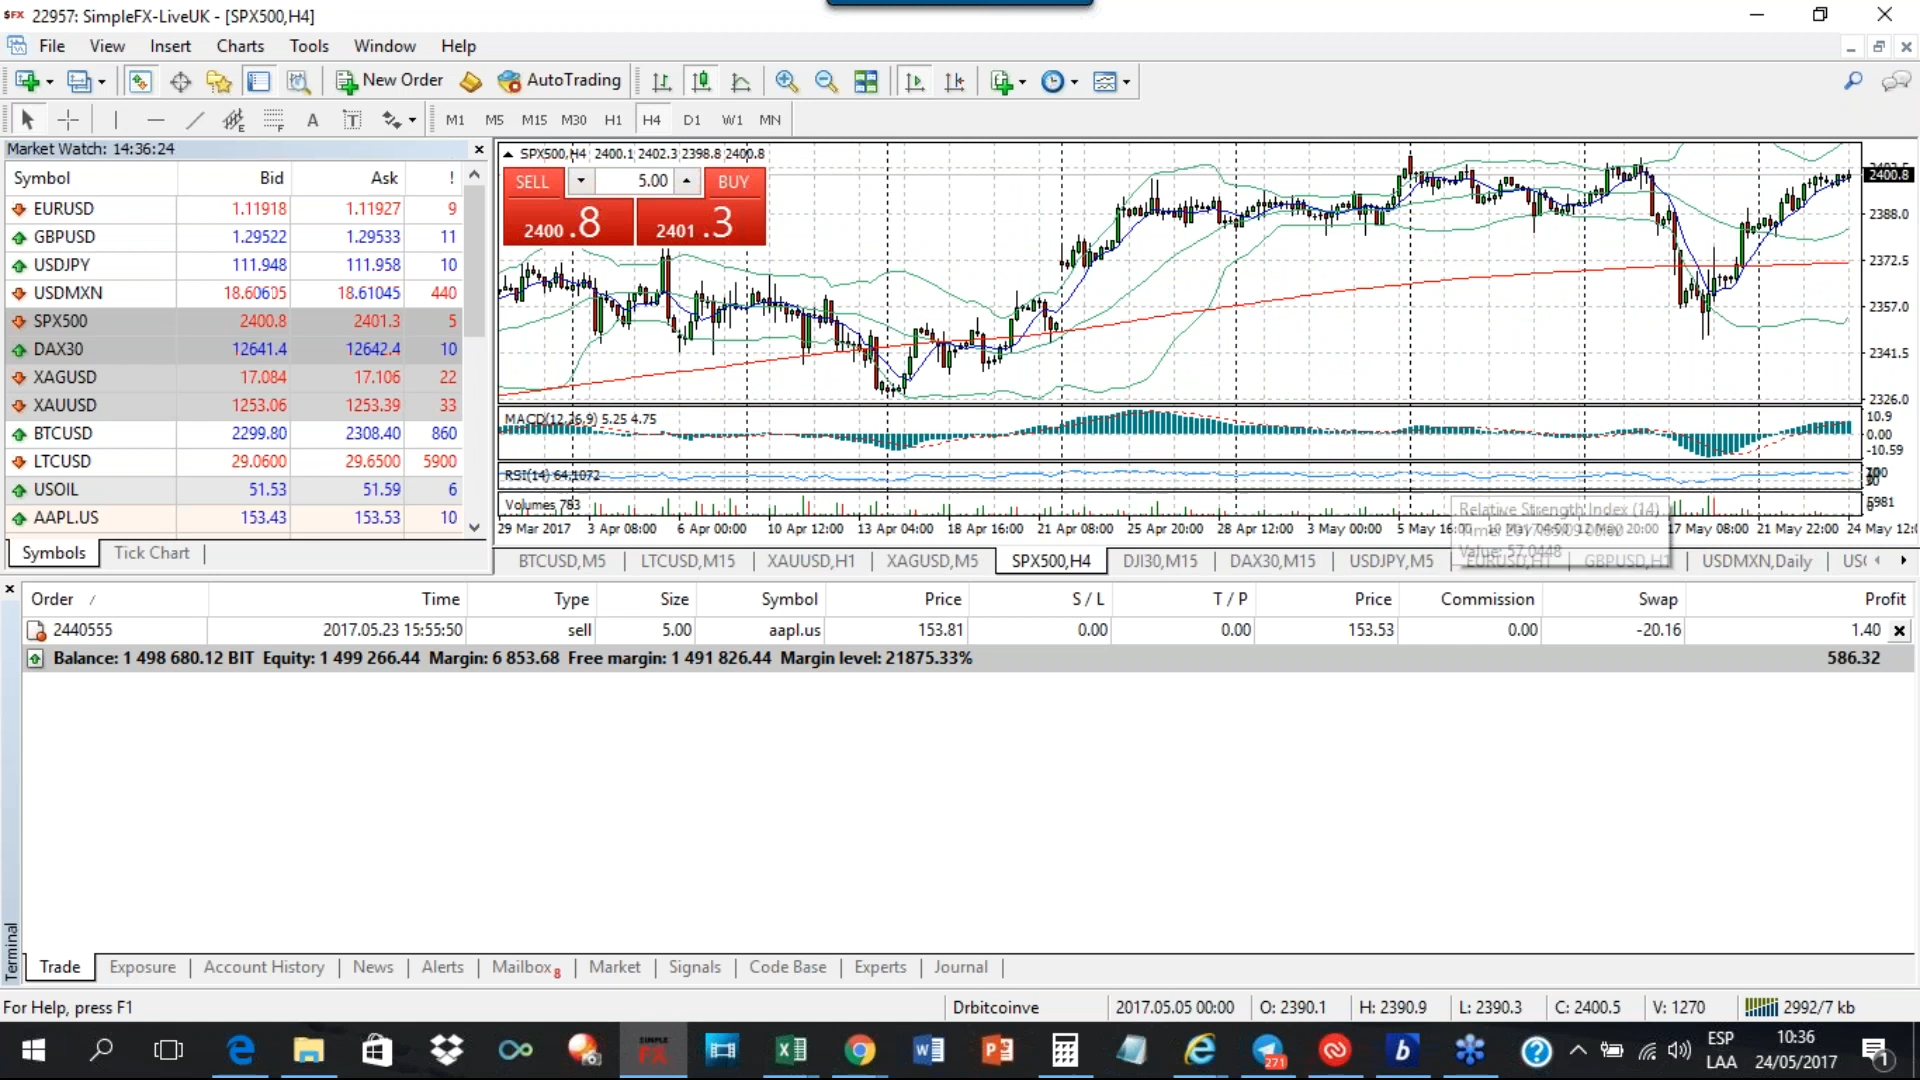 SFX 22957: SimpleFX-LiveUK - [SPX500,H4]
File View Insert Charts Tools Window Help
New Order AutoTrading
A T M1 M5 M15 M30 H1 H4 D1 W1 MN
Market Watch: 14:36:24
Symbol Bid Ask !
EURUSD 1.11918 1.11927 9
GBPUSD 1.29522 1.29533 11
USDJPY 111.948 111.958 10
USDMXN 18.60605 18.61045 440
SPX500 2400.8 2401.3 5
DAX30 12641.4 12642.4 10
XAGUSD 17.084 17.106 22
XAUUSD 1253.06 1253.39 33
BTCUSD 2299.80 2308.40 860
LTCUSD 29.0600 29.6500 5900
USOIL 51.53 51.59 6
AAPL.US 153.43 153.53 10
Symbols Tick Chart
SPX500,H4 2400.1 2402.3 2398.8 2400.8
SELL 5.00 BUY
2400.8 2401.3
2400.8
2388.0
2372.5
2357.0
2341.5
2326.0
MACD(12,26,9) 5.25 4.75
10.9
0.00
-10.59
RSI(14) 64.1072
Volumes 783
5981
Relative Strength Index (14)
Value: 57.0448
29 Mar 2017 3 Apr 08:00 6 Apr 00:00 10 Apr 12:00 13 Apr 04:00 18 Apr 16:00 21 Apr 08:00 25 Apr 20:00 28 Apr 12:00 3 May 00:00 5 May 16:00 17 May 08:00 21 May 22:00 24 May 12:
BTCUSD,M5 LTCUSD,M15 XAUUSD,H1 XAGUSD,M5 SPX500,H4 DJI30,M15 DAX30,M15 USDJPY,M5 EURUSD,H1 GBPUSD,H1 USDMXN,Daily
Order / Time Type Size Symbol Price S / L T / P Price Commission Swap Profit
2440555 2017.05.23 15:55:50 sell 5.00 aapl.us 153.81 0.00 0.00 153.53 0.00 -20.16 1.40
Balance: 1 498 680.12 BIT Equity: 1 499 266.44 Margin: 6 853.68 Free margin: 1 491 826.44 Margin level: 21875.33% 586.32
Terminal
Trade Exposure Account History News Alerts Mailbox 8 Market Signals Code Base Experts Journal
For Help, press F1 Drbitcoinve 2017.05.05 00:00 O: 2390.1 H: 2390.9 L: 2390.3 C: 2400.5 V: 1270 2992/7 kb
SIMPLE FX 271 ESP 10:36
LAA 24/05/2017 1